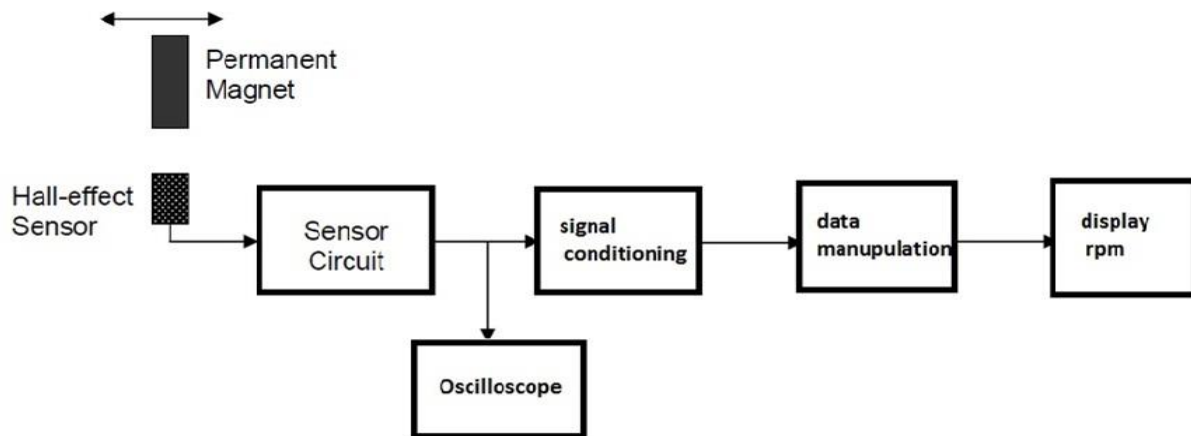 Permanent
Magnet
Hall-effect
Sensor
Sensor
Circuit
signal
conditioning
data
manupulation
display
rpm
Oscilloscope